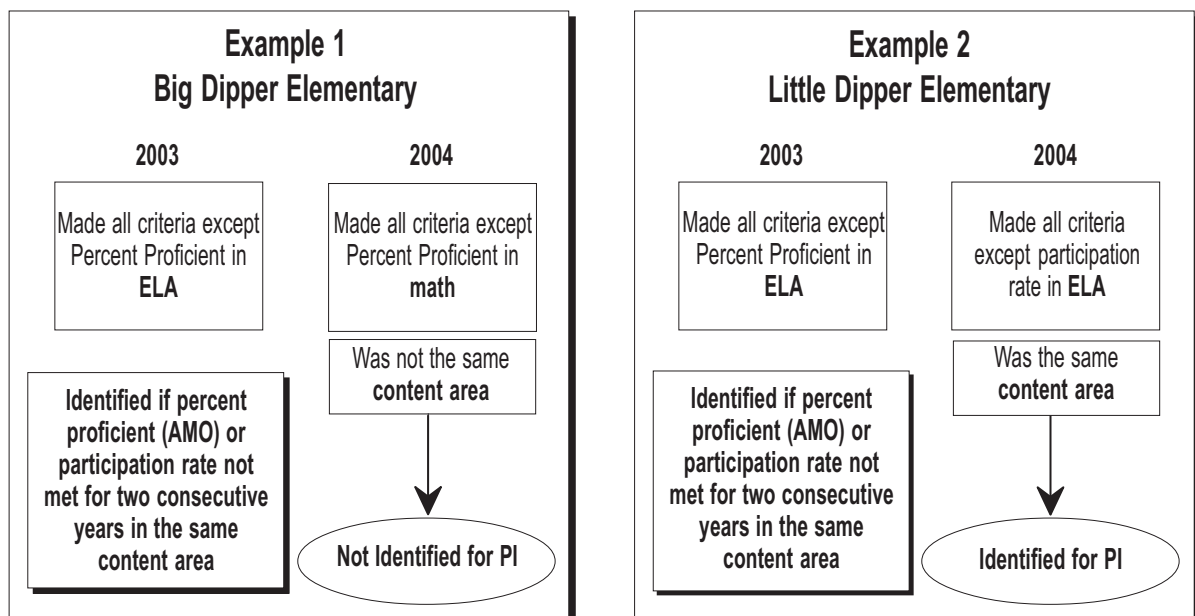 Example 1
Big Dipper Elementary
2003
2004
Made all criteria except
Percent Proficient in
ELA
Made all criteria except
Percent Proficient in
math
Was not the same
content area
Identified if percent
proficient (AMO) or
participation rate not
met for two consecutive
years in the same
content area
Not Identified for PI
Example 2
Little Dipper Elementary
2003
2004
Made all criteria except
Percent Proficient in
ELA
Made all criteria
except participation
rate in ELA
Was the same
content area
Identified if percent
proficient (AMO) or
participation rate not
met for two consecutive
years in the same
content area
Identified for PI